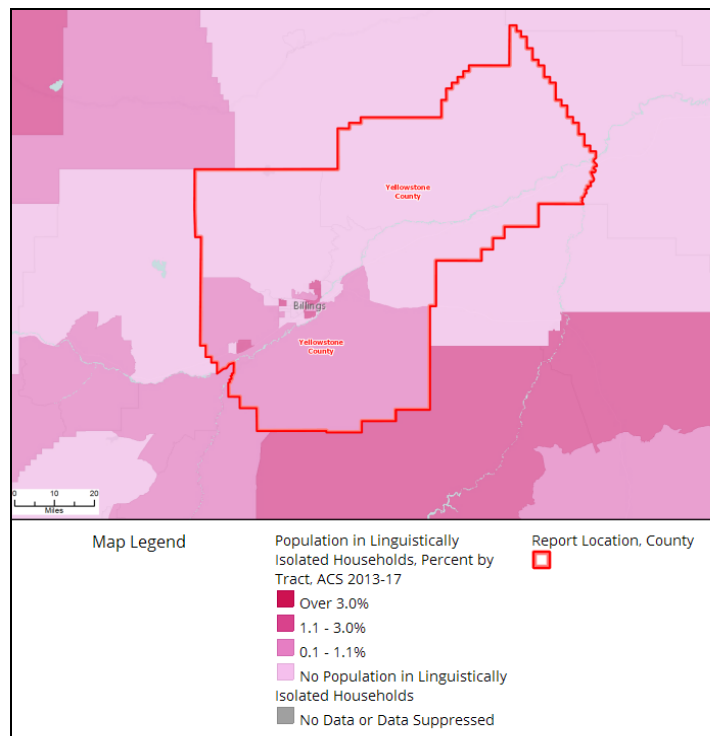 Yellowstone
County
Billings
Yellowstone
County
0 10 20
Miles
Map Legend
Population in Linguistically
Isolated Households, Percent by
Tract, ACS 2013-17
Over 3.0%
1.1 - 3.0%
0.1 - 1.1%
No Population in Linguistically
Isolated Households
No Data or Data Suppressed
Report Location, County